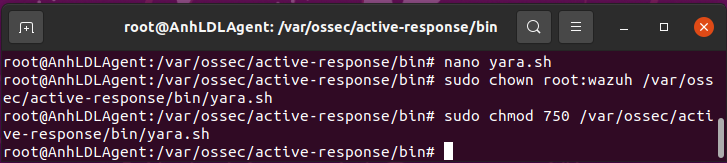 root@AnhLDLAgent: /var/ossec/active-response/bin
root@AnhLDLAgent:/var/ossec/active-response/bin# nano yara.sh
root@AnhLDLAgent:/var/ossec/active-response/bin# sudo chown root:wazuh /var/oss
ec/active-response/bin/yara.sh
root@AnhLDLAgent:/var/ossec/active-response/bin# sudo chmod 750 /var/ossec/acti
ve-response/bin/yara.sh
root@AnhLDLAgent:/var/ossec/active-response/bin#